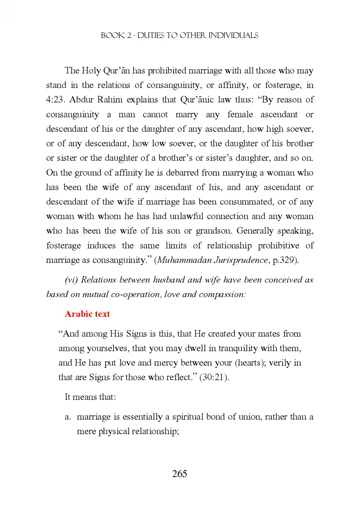 BOOK 2 - DUTIES TO OTHER INDIVIDUALS
The Holy Qur’ān has prohibited marriage with all those who may
stand in the relations of consanguinity, or affinity, or fosterage, in
4:23. Abdur Rahim explains that Qur’ānic law thus: “By reason of
consanguinity a man cannot marry any female ascendant or
descendant of his or the daughter of any ascendant, how high soever,
or of any descendant, how low soever, or the daughter of his brother
or sister or the daughter of a brother’s or sister’s daughter, and so on.
On the ground of affinity he is debarred from marrying a woman who
has been the wife of any ascendant of his, and any ascendant or
descendant of the wife if marriage has been consummated, or of any
woman with whom he has had unlawful connection and any woman
who has been the wife of his son or grandson. Generally speaking,
fosterage induces the same limits of relationship prohibitive of
marriage as consanguinity.” (Muhammadan Jurisprudence, p.329).
(vi) Relations between husband and wife have been conceived as
based on mutual co-operation, love and compassion:
Arabic text
“And among His Signs is this, that He created your mates from
among yourselves, that you may dwell in tranquility with them,
and He has put love and mercy between your (hearts); verily in
that are Signs for those who reflect.” (30:21).
It means that:
a. marriage is essentially a spiritual bond of union, rather than a
mere physical relationship;
265